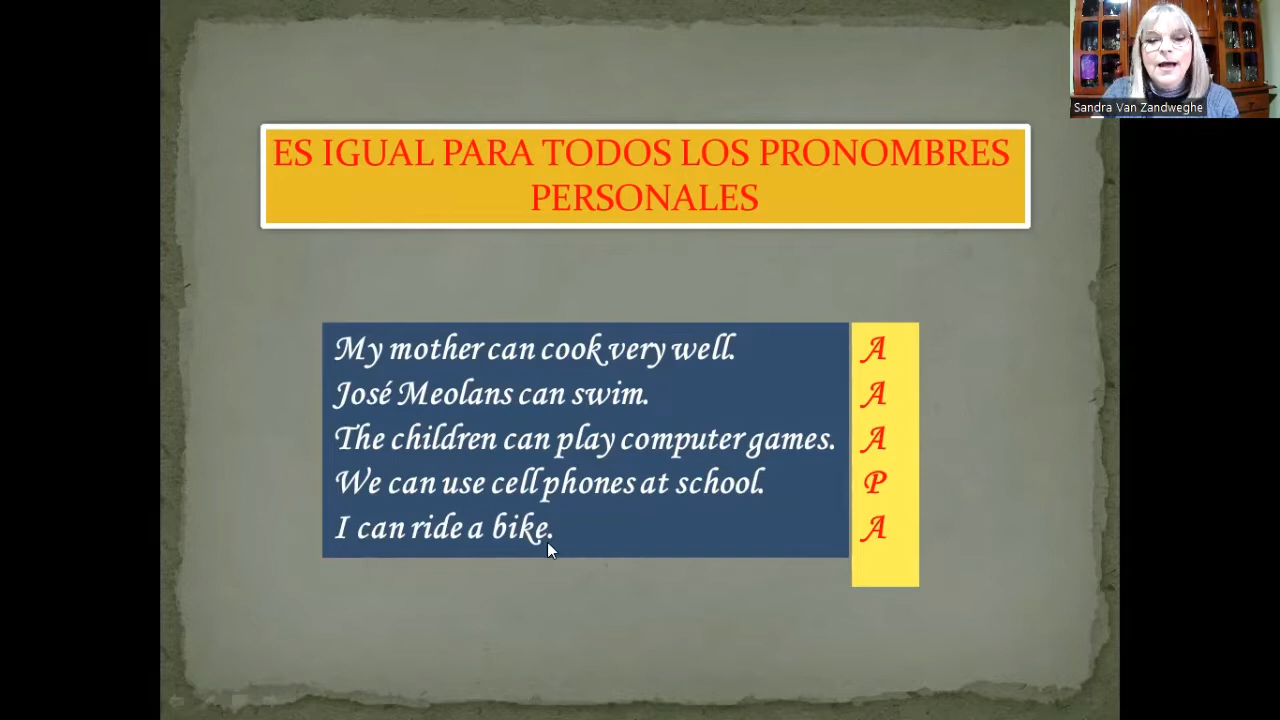 Sandra Van Zandweghe
ES IGUAL PARA TODOS LOS PRONOMBRES
PERSONALES
My mother can cook very well. A
José Meolans can swim. A
The children can play computer games. A
We can use cell phones at school. P
I can ride a bike. A